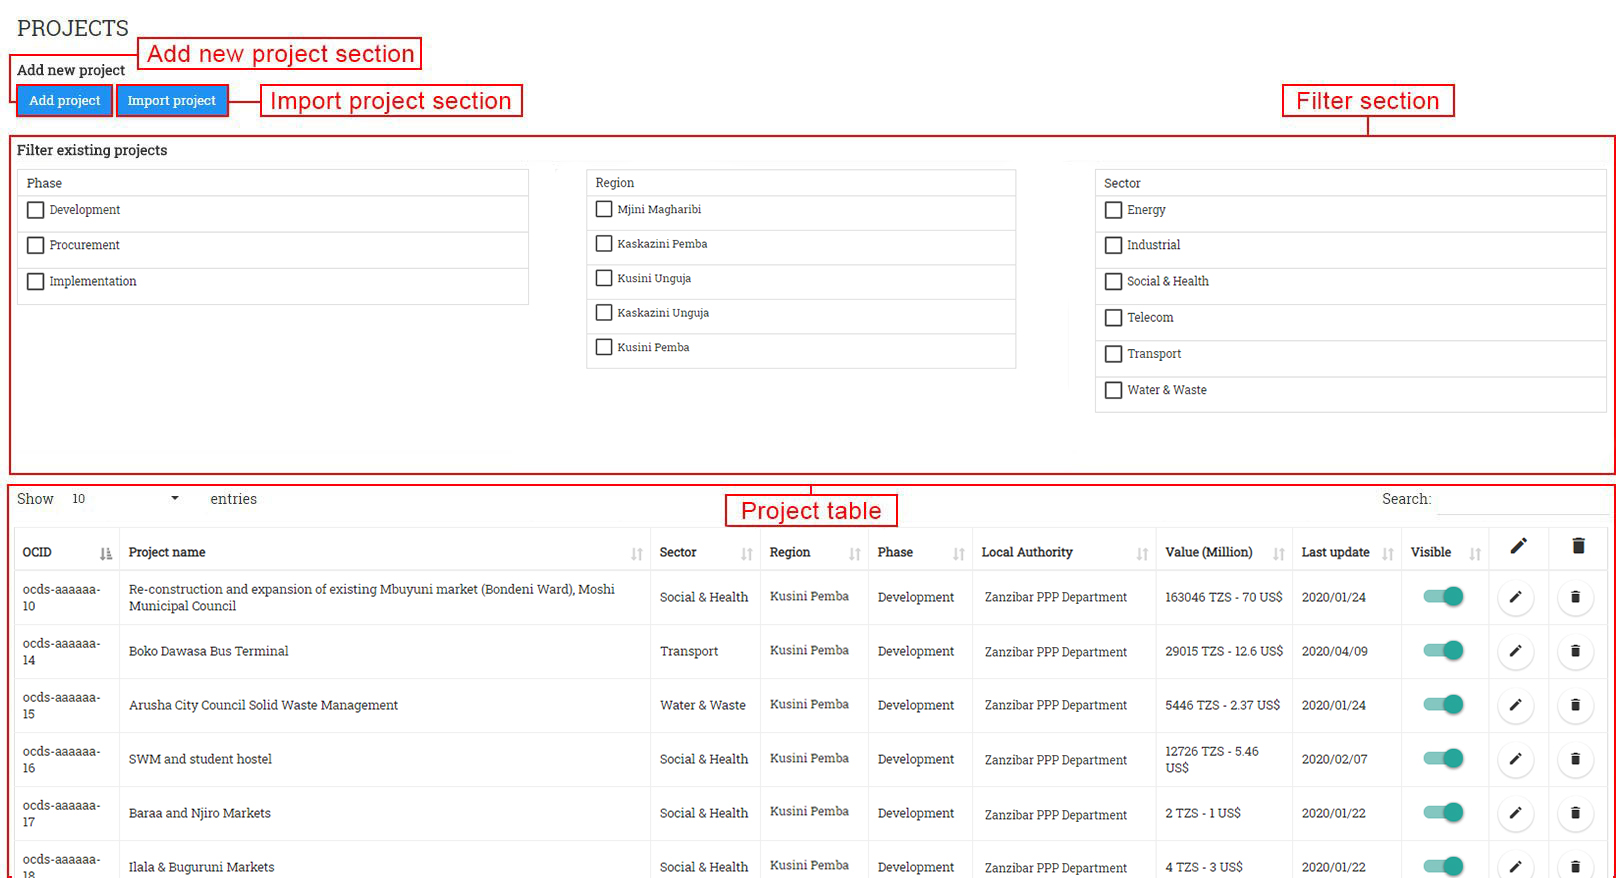 PROJECTS
Add new project section
Add new project
Add project
Import project
Import project section
Filter section
Filter existing projects
Phase
Development
Procurement
Implementation
Region
Mjini Magharibi
Kaskazini Pemba
Kusini Unguja
Kaskazini Unguja
Kusini Pemba
Sector
Energy
Industrial
Social & Health
Telecom
Transport
Water & Waste
Show 10 entries
Project table
Search:
OCID Project name Sector Region Phase Local Authority Value (Million) Last update Visible
ocds-aaaaaa-
10
Re-construction and expansion of existing Mbuyuni market (Bondeni Ward), Moshi
Municipal Council
Social & Health Kusini Pemba Development Zanzibar PPP Department 163046 TZS - 70 US$ 2020/01/24
ocds-aaaaaa-
14
Boko Dawasa Bus Terminal Transport Kusini Pemba Development Zanzibar PPP Department 29015 TZS - 12.6 US$ 2020/04/09
ocds-aaaaaa-
15
Arusha City Council Solid Waste Management Water & Waste Kusini Pemba Development Zanzibar PPP Department 5446 TZS - 2.37 US$ 2020/01/24
ocds-aaaaaa-
16
SWM and student hostel Social & Health Kusini Pemba Development Zanzibar PPP Department
12726 TZS - 5.46
US$
2020/02/07
ocds-aaaaaa-
17
Baraa and Njiro Markets Social & Health Kusini Pemba Development Zanzibar PPP Department 2 TZS - 1 US$ 2020/01/22
ocds-aaaaaa-
18
Ilala & Buguruni Markets Social & Health Kusini Pemba Development Zanzibar PPP Department 4 TZS - 3 US$ 2020/01/22